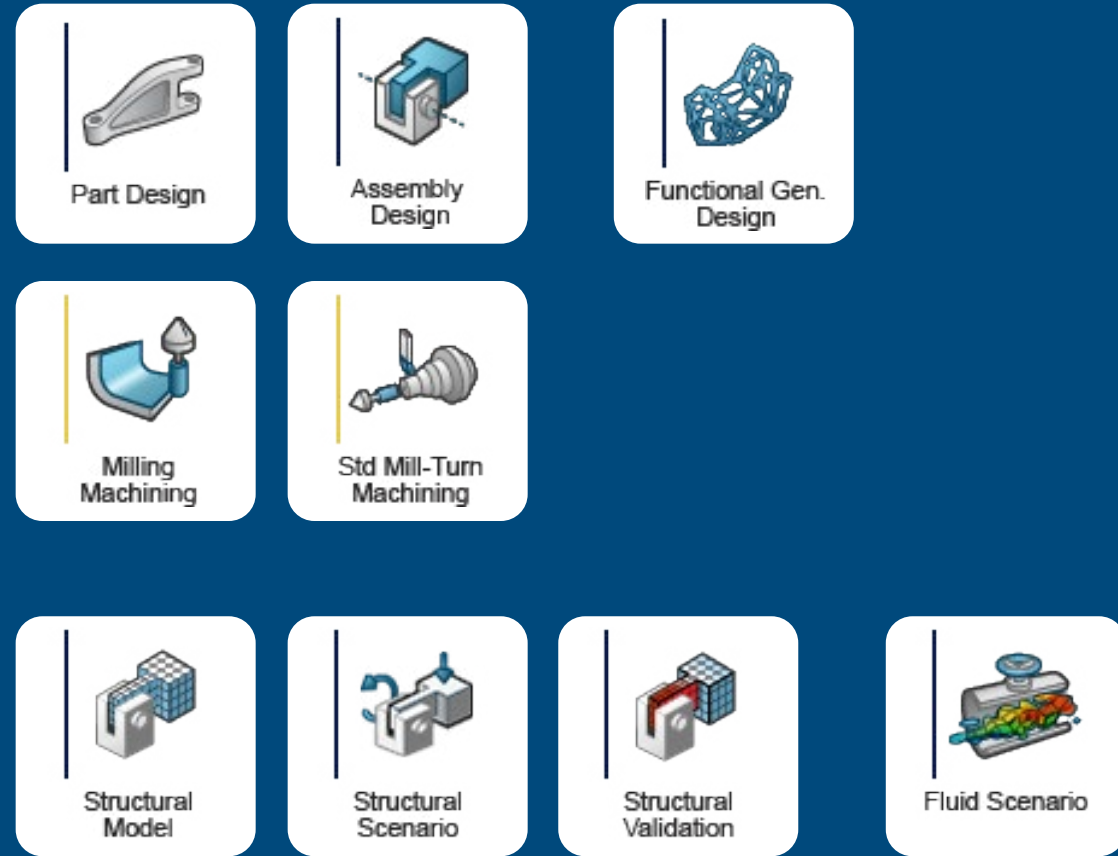 Part Design
Assembly
Design
Functional Gen.
Design
Milling
Machining
Std Mill-Turn
Machining
Structural
Model
Structural
Scenario
Structural
Validation
Fluid Scenario